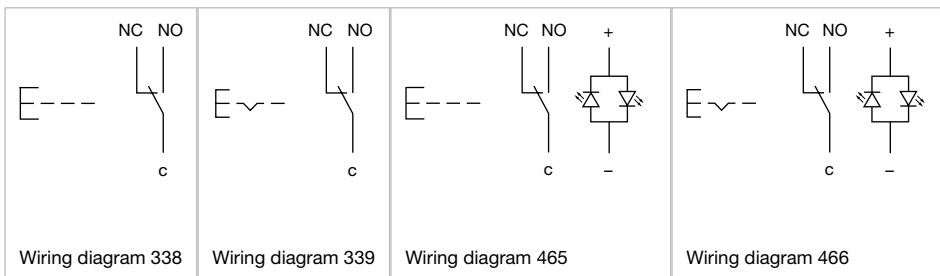 NC NO
c
Wiring diagram 338
NC NO
c
Wiring diagram 339
NC NO +
c –
Wiring diagram 465
NC NO +
c –
Wiring diagram 466